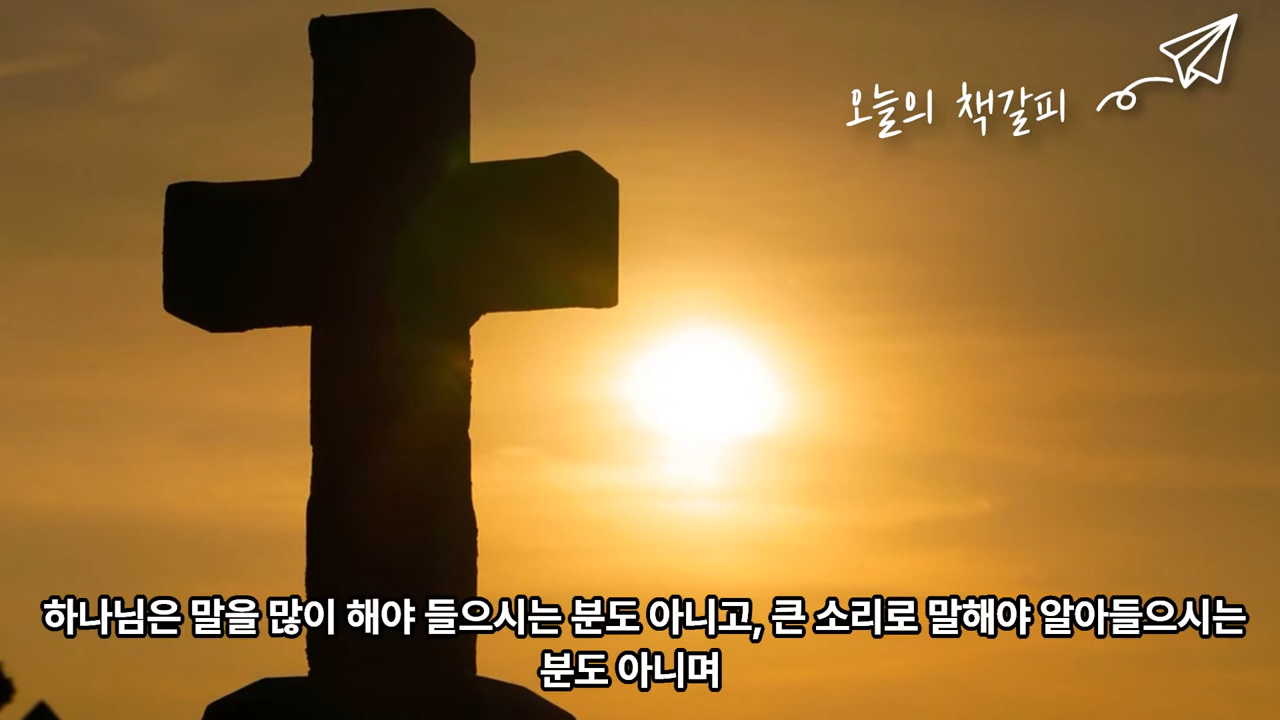 오늘의 책갈피
하나님은 말을 많이 해야 들으시는 분도 아니고, 큰 소리로 말해야 알아들으시는
분도 아니며